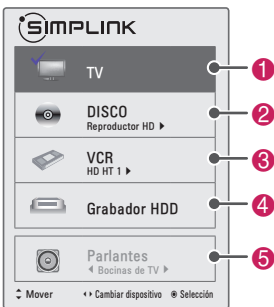 SIMPLINK
TV
1
DISCO
2
Reproductor HD ▶
VCR
3
HD HT 1 ▶
Grabador HDD
4
Parlantes
5
◀ Bocinas de TV ▶
Mover ◀▶ Cambiar dispositivo ◉ Selección